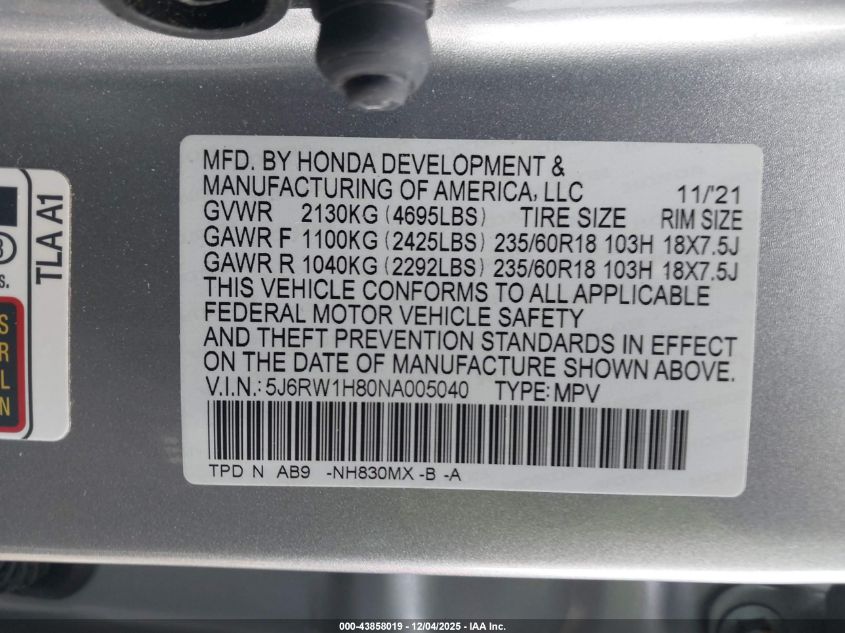 MFD. BY HONDA DEVELOPMENT &
MANUFACTURING OF AMERICA, LLC 11/'21
GVWR 2130KG (4695LBS) TIRE SIZE RIM SIZE
GAWR F 1100KG (2425LBS) 235/60R18 103H 18X7.5J
GAWR R 1040KG (2292LBS) 235/60R18 103H 18X7.5J
THIS VEHICLE CONFORMS TO ALL APPLICABLE
FEDERAL MOTOR VEHICLE SAFETY
AND THEFT PREVENTION STANDARDS IN EFFECT
ON THE DATE OF MANUFACTURE SHOWN ABOVE.
V.I.N.: 5J6RW1H80NA005040 TYPE: MPV
TPD N AB9 -NH830MX -B -A
TLA A1
000-43858019 - 12/04/2025 - IAA Inc.